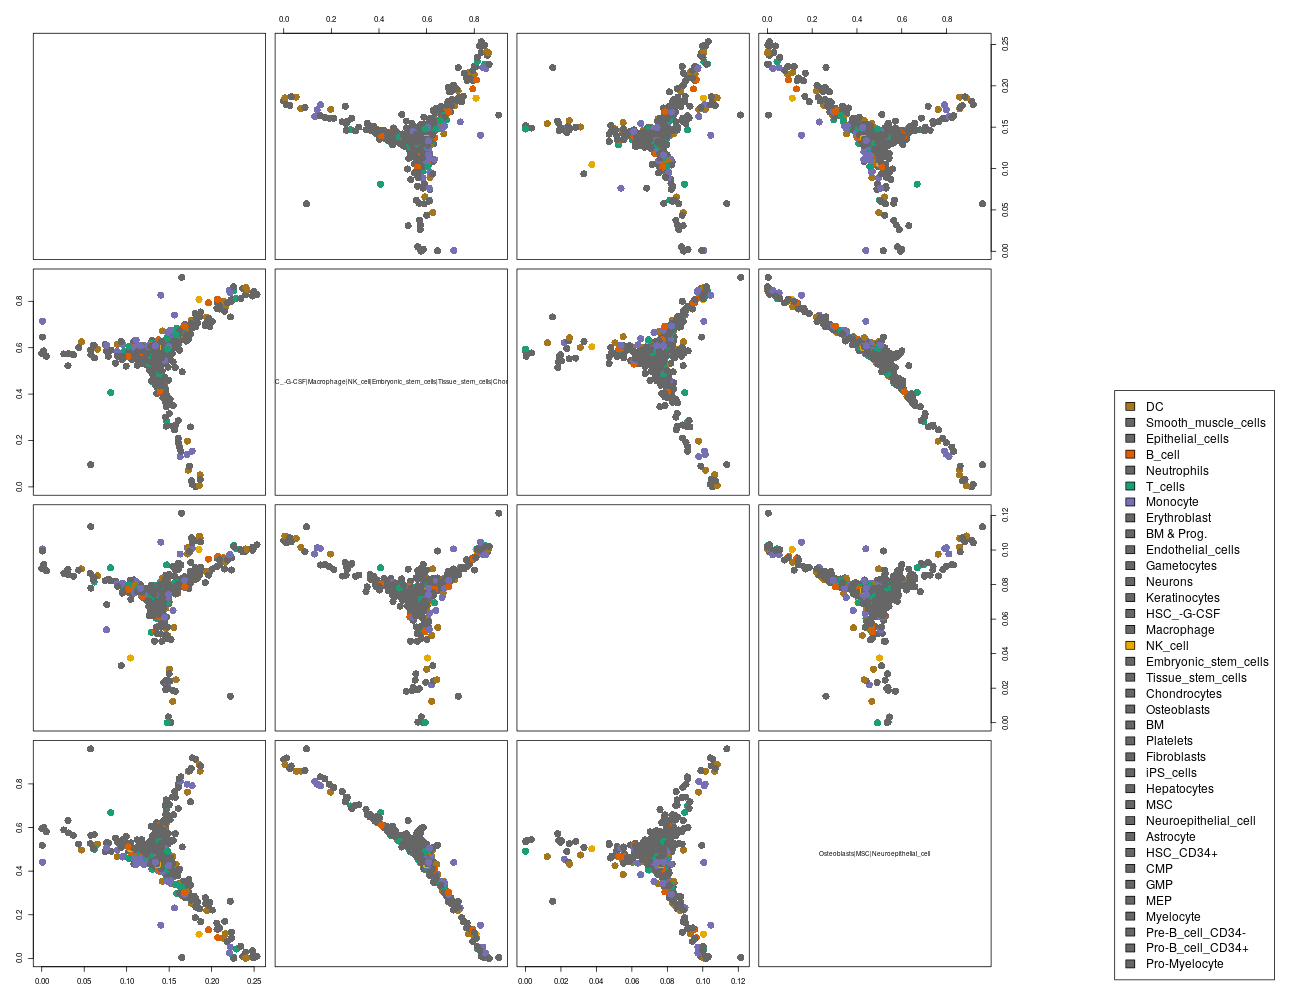 0.0 0.2 0.4 0.6 0.8 0.0 0.2 0.4 0.6 0.8
0.00 0.05 0.10 0.15 0.20 0.25
0.0 0.2 0.4 0.6 0.8
C_-G-CSF|Macrophage|NK_cell|Embryonic_stem_cells|Tissue_stem_cells|Chon
0.00 0.02 0.04 0.06 0.08 0.10 0.12
0.0 0.2 0.4 0.6 0.8
Osteoblasts|MSC|Neuroepithelial_cell
0.00 0.05 0.10 0.15 0.20 0.25 0.00 0.02 0.04 0.06 0.08 0.10 0.12
DC
Smooth_muscle_cells
Epithelial_cells
B_cell
Neutrophils
T_cells
Monocyte
Erythroblast
BM & Prog.
Endothelial_cells
Gametocytes
Neurons
Keratinocytes
HSC_-G-CSF
Macrophage
NK_cell
Embryonic_stem_cells
Tissue_stem_cells
Chondrocytes
Osteoblasts
BM
Platelets
Fibroblasts
iPS_cells
Hepatocytes
MSC
Neuroepithelial_cell
Astrocyte
HSC_CD34+
CMP
GMP
MEP
Myelocyte
Pre-B_cell_CD34-
Pro-B_cell_CD34+
Pro-Myelocyte